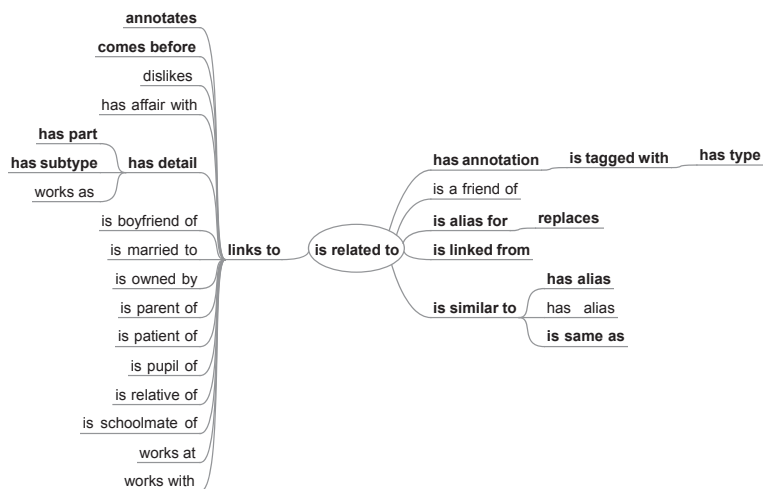 annotates
comes before
dislikes
has affair with
has part
has subtype
works as
has detail
is boyfriend of
is married to
is owned by
is parent of
is patient of
is pupil of
is relative of
is schoolmate of
works at
works with
links to
is related to
has annotation
is tagged with
has type
is a friend of
is alias for
replaces
is linked from
is similar to
has alias
has alias
is same as